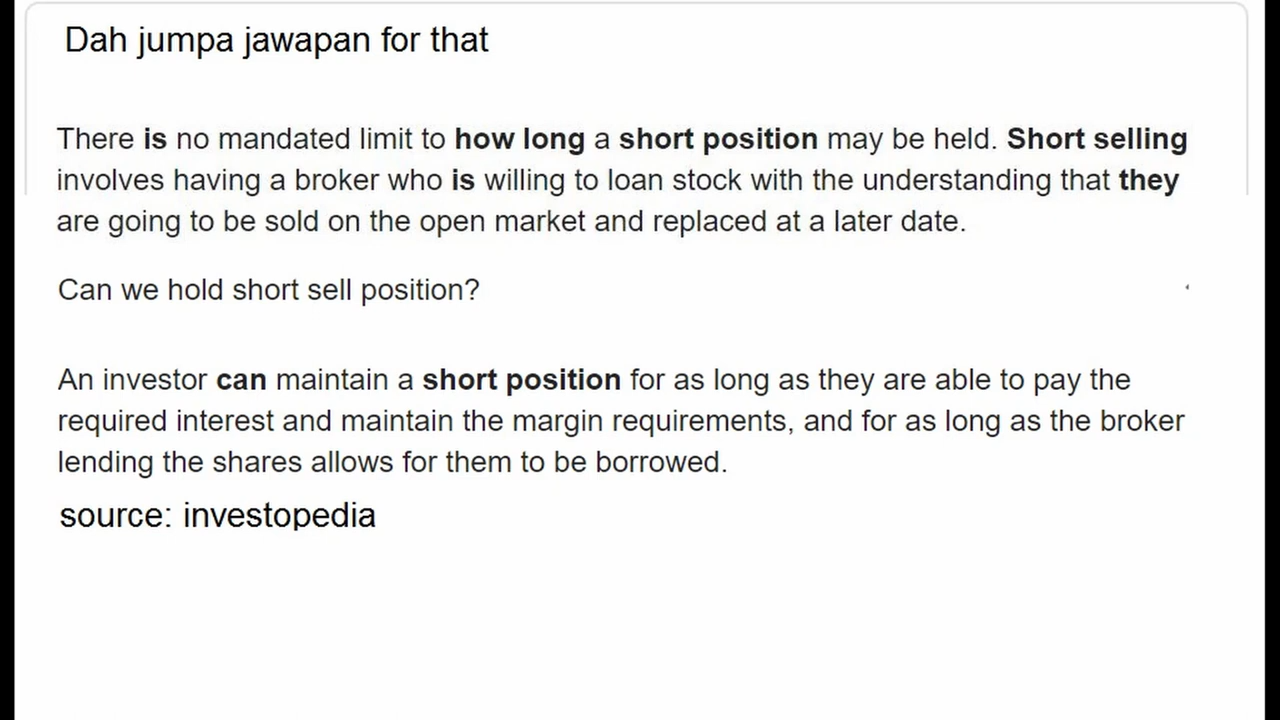 Dah jumpa jawapan for that
There is no mandated limit to how long a short position may be held. Short selling
involves having a broker who is willing to loan stock with the understanding that they
are going to be sold on the open market and replaced at a later date.
Can we hold short sell position?
An investor can maintain a short position for as long as they are able to pay the
required interest and maintain the margin requirements, and for as long as the broker
lending the shares allows for them to be borrowed.
source: investopedia